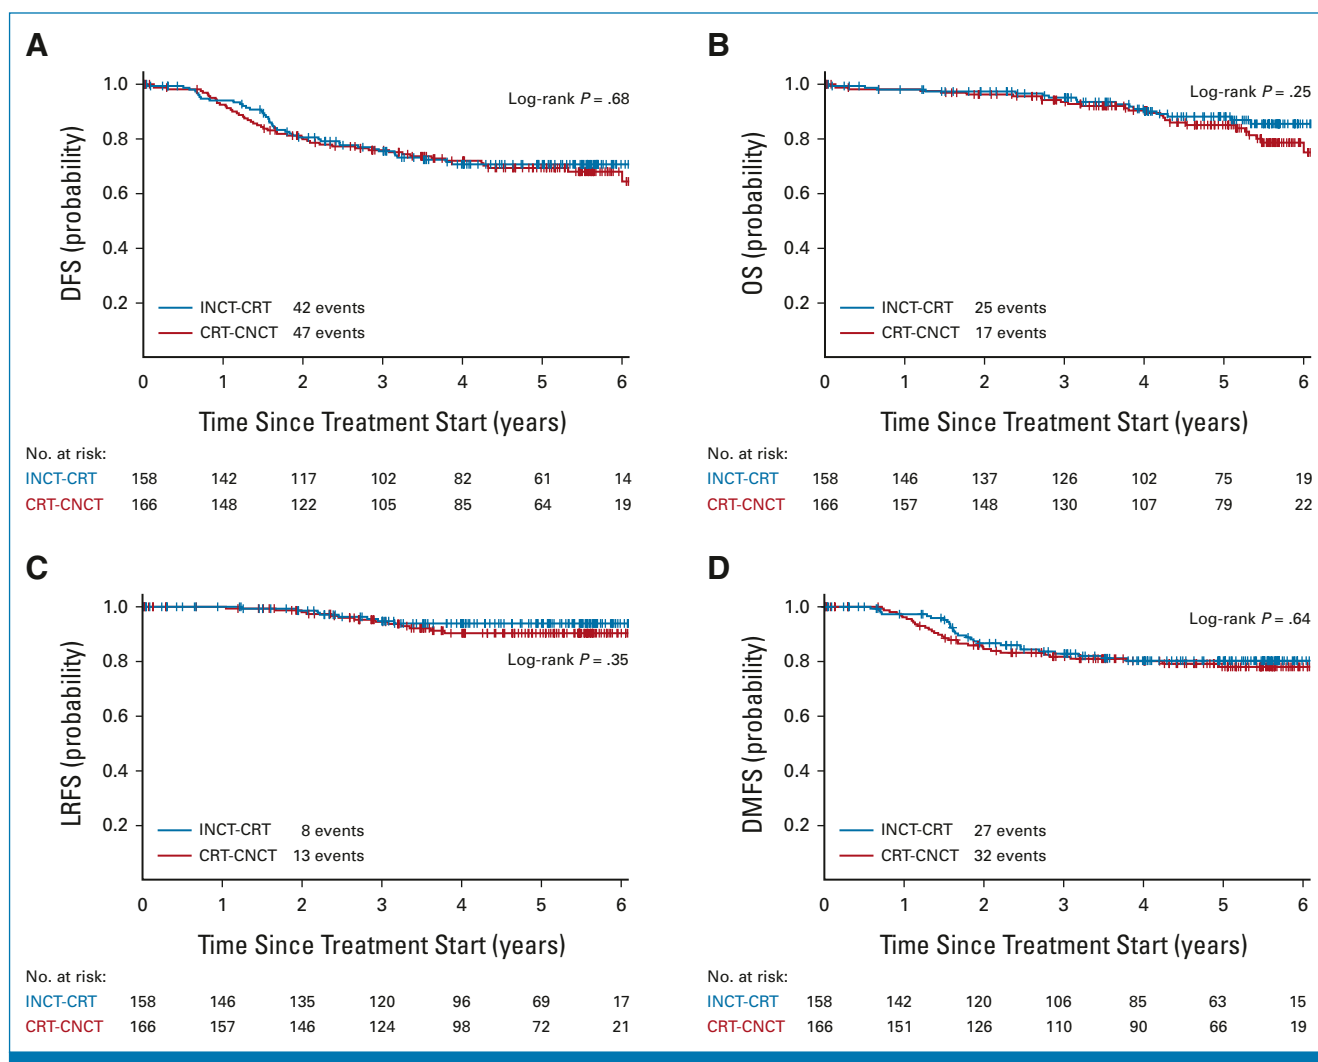 A
DFS (probability)
1.0
0.8
0.6
0.4
0.2
Log-rank P = .68
INCT-CRT 42 events
CRT-CNCT 47 events
0 1 2 3 4 5 6
Time Since Treatment Start (years)
No. at risk:
INCT-CRT 158 142 117 102 82 61 14
CRT-CNCT 166 148 122 105 85 64 19
B
OS (probability)
1.0
0.8
0.6
0.4
0.2
Log-rank P = .25
INCT-CRT 25 events
CRT-CNCT 17 events
0 1 2 3 4 5 6
Time Since Treatment Start (years)
No. at risk:
INCT-CRT 158 146 137 126 102 75 19
CRT-CNCT 166 157 148 130 107 79 22
C
LRFS (probability)
1.0
0.8
0.6
0.4
0.2
Log-rank P = .35
INCT-CRT 8 events
CRT-CNCT 13 events
0 1 2 3 4 5 6
Time Since Treatment Start (years)
No. at risk:
INCT-CRT 158 146 135 120 96 69 17
CRT-CNCT 166 157 146 124 98 72 21
D
DMFS (probability)
1.0
0.8
0.6
0.4
0.2
Log-rank P = .64
INCT-CRT 27 events
CRT-CNCT 32 events
0 1 2 3 4 5 6
Time Since Treatment Start (years)
No. at risk:
INCT-CRT 158 142 120 106 85 63 15
CRT-CNCT 166 151 126 110 90 66 19